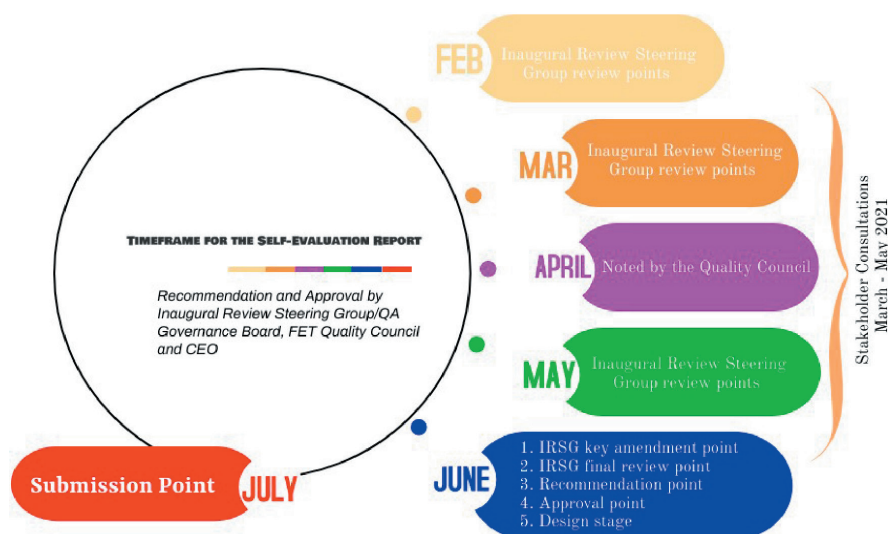 FEB
Inaugural Review Steering
Group review points
MAR
Inaugural Review Steering
Group review points
APRIL
Noted by the Quality Council
MAY
Inaugural Review Steering
Group review points
JUNE
1. IRSG key amendment point
2. IRSG final review point
3. Recommendation point
4. Approval point
5. Design stage
Submission Point
JULY
TIMEFRAME FOR THE SELF-EVALUATION REPORT
Recommendation and Approval by
Inaugural Review Steering Group/QA
Governance Board, FET Quality Council
and CEO
Stakeholder Consultations
March - May 2021